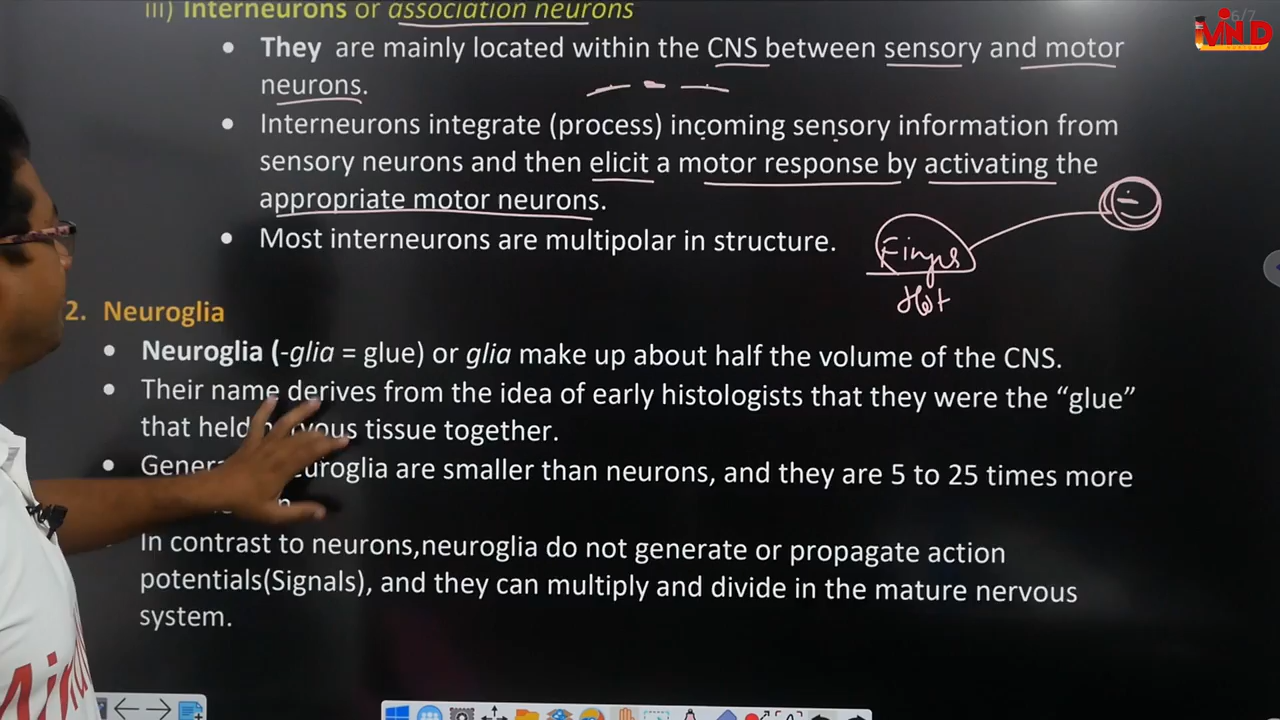 iii) Interneurons or association neurons
6/7
MIND
• They are mainly located within the CNS between sensory and motor
neurons.
• Interneurons integrate (process) incoming sensory information from
sensory neurons and then elicit a motor response by activating the
appropriate motor neurons.
• Most interneurons are multipolar in structure.
Hot
2. Neuroglia
• Neuroglia (-glia = glue) or glia make up about half the volume of the CNS.
• Their name derives from the idea of early histologists that they were the “glue”
that held nervous tissue together.
• neuroglia are smaller than neurons, and they are 5 to 25 times more
In contrast to neurons,neuroglia do not generate or propagate action
potentials(Signals), and they can multiply and divide in the mature nervous
system.